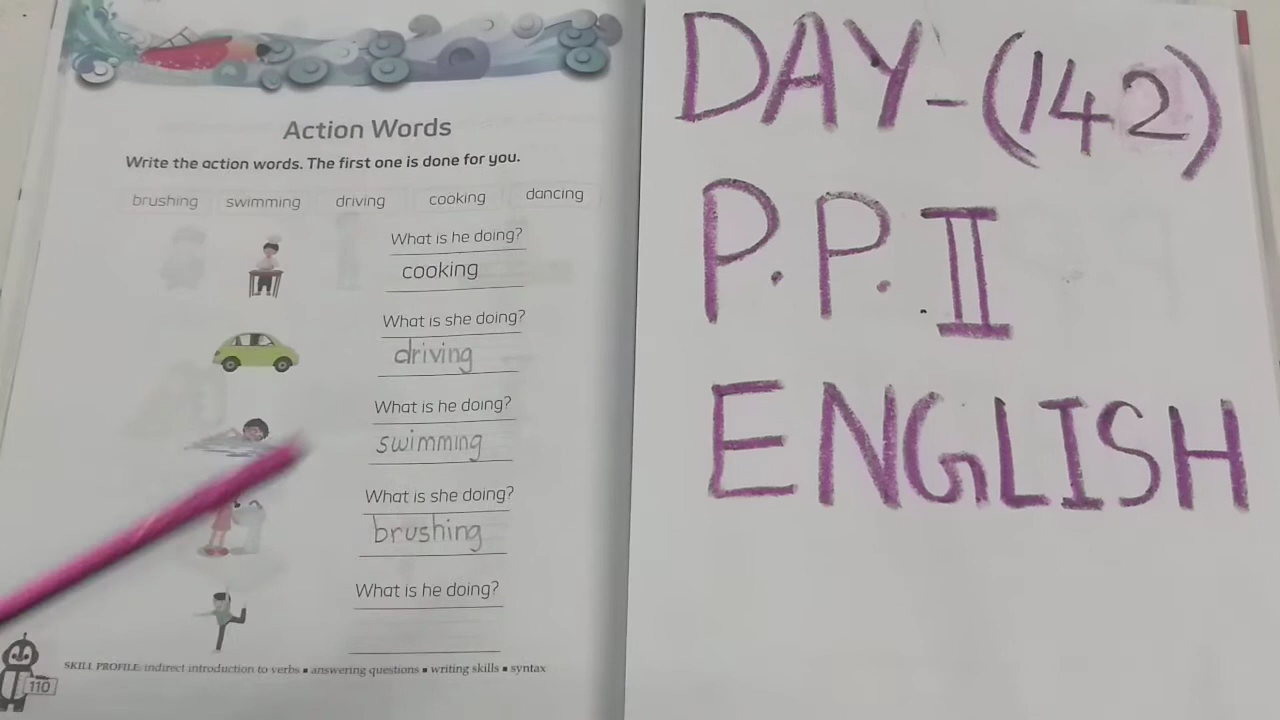 Action Words
Write the action words. The first one is done for you.
brushing swimming driving cooking dancing
What is he doing?
cooking
What is she doing?
driving
What is he doing?
swimming
What is she doing?
brushing
What is he doing?
SKILL PROFILE: indirect introduction to verbs ▪ answering questions ▪ writing skills ▪ syntax
110
DAY-(142)
P.P.II
ENGLISH